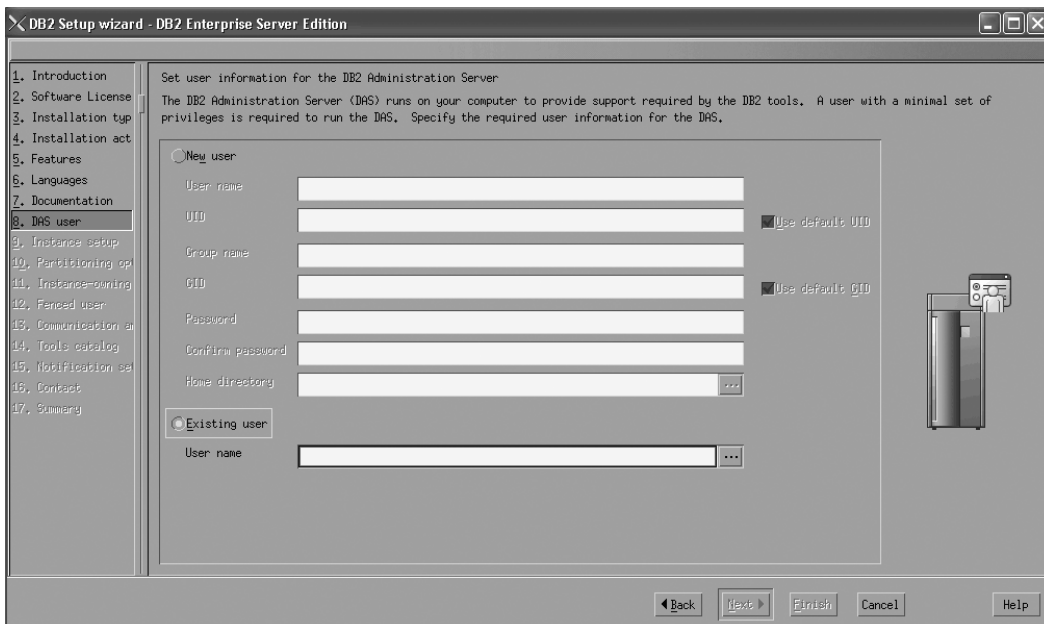 DB2 Setup wizard - DB2 Enterprise Server Edition
1. Introduction
2. Software License
3. Installation typ
4. Installation act
5. Features
6. Languages
7. Documentation
8. DAS user
9. Instance setup
10. Partitioning opt
11. Instance-owning
12. Fenced user
13. Communication an
14. Tools catalog
15. Notification set
16. Contact
17. Summary
Set user information for the DB2 Administration Server
The DB2 Administration Server (DAS) runs on your computer to provide support required by the DB2 tools. A user with a minimal set of
privileges is required to run the DAS. Specify the required user information for the DAS.
New user
User name
UID
Use default UID
Group name
GID
Use default GID
Password
Confirm password
Home directory
...
Existing user
User name
...
Back
Next
Finish
Cancel
Help